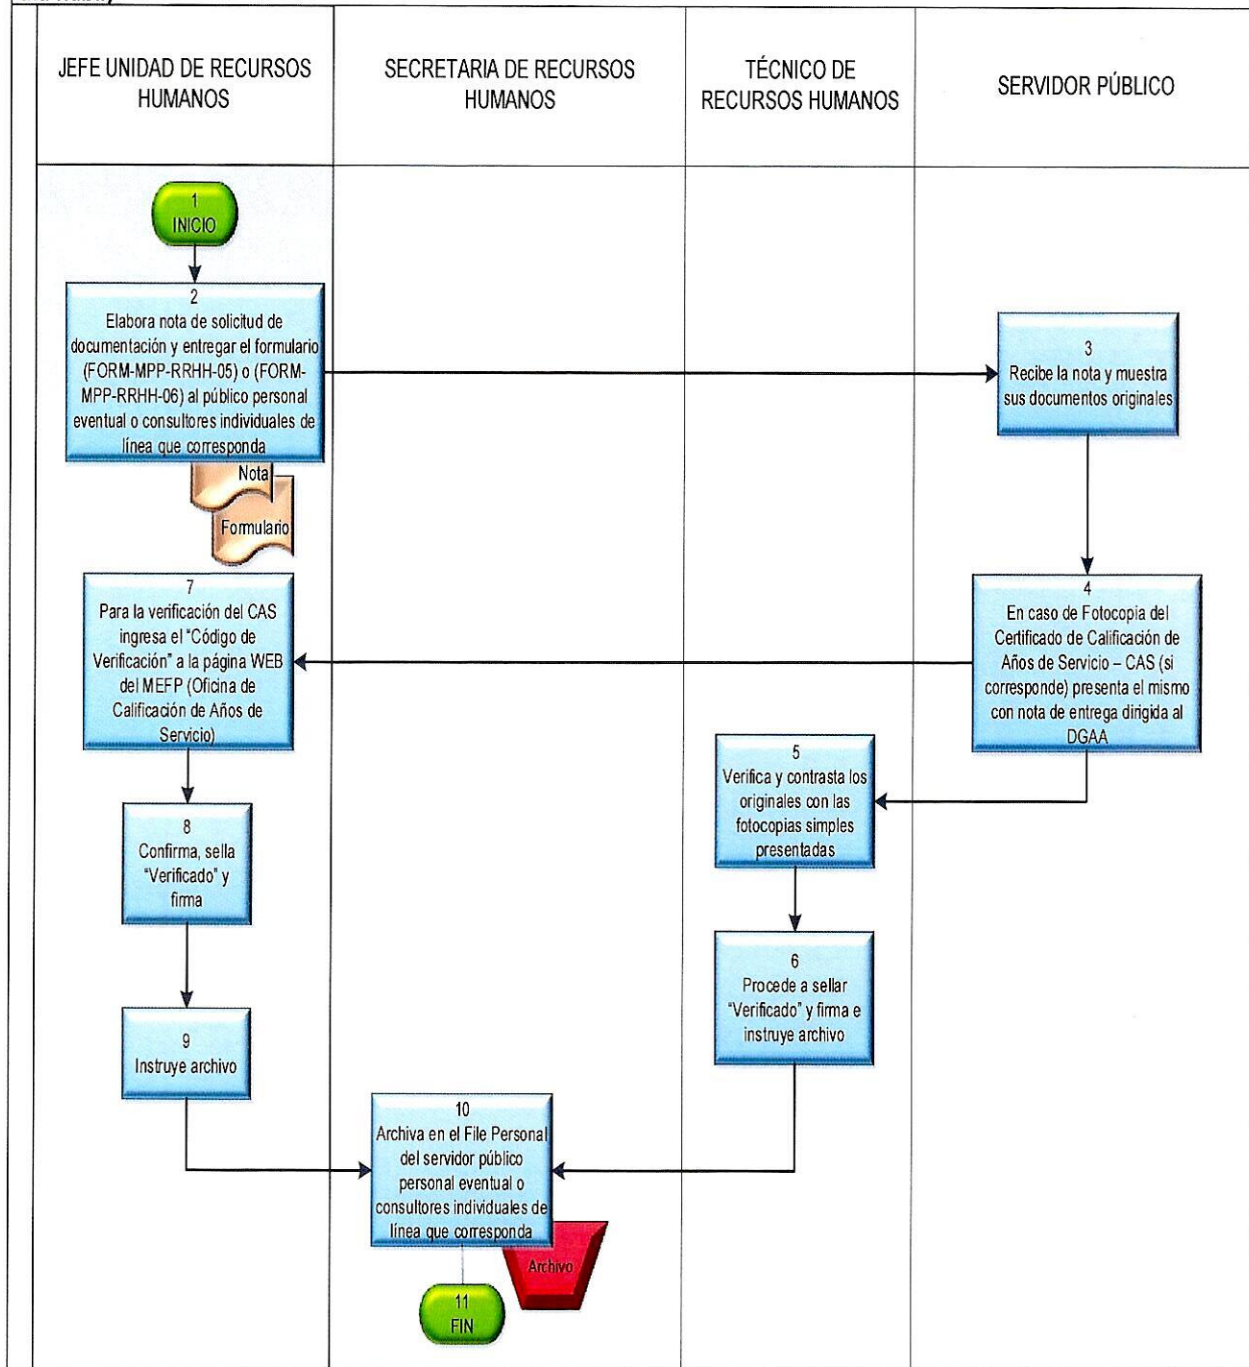 JEFE UNIDAD DE RECURSOS
HUMANOS
SECRETARIA DE RECURSOS
HUMANOS
TÉCNICO DE
RECURSOS HUMANOS
SERVIDOR PÚBLICO
1
INICIO
2
Elabora nota de solicitud de
documentación y entregar el formulario
(FORM-MPP-RRHH-05) o (FORM-
MPP-RRHH-06) al público personal
eventual o consultores individuales de
línea que corresponda
Nota
Formulario
3
Recibe la nota y muestra
sus documentos originales
4
En caso de Fotocopia del
Certificado de Calificación de
Años de Servicio – CAS (si
corresponde) presenta el mismo
con nota de entrega dirigida al
DGAA
7
Para la verificación del CAS
ingresa el "Código de
Verificación" a la página WEB
del MEFP (Oficina de
Calificación de Años de
Servicio)
5
Verifica y contrasta los
originales con las
fotocopias simples
presentadas
8
Confirma, sella
"Verificado" y
firma
6
Procede a sellar
"Verificado" y firma e
instruye archivo
9
Instruye archivo
10
Archiva en el File Personal
del servidor público
personal eventual o
consultores individuales de
línea que corresponda
Archivo
11
FIN